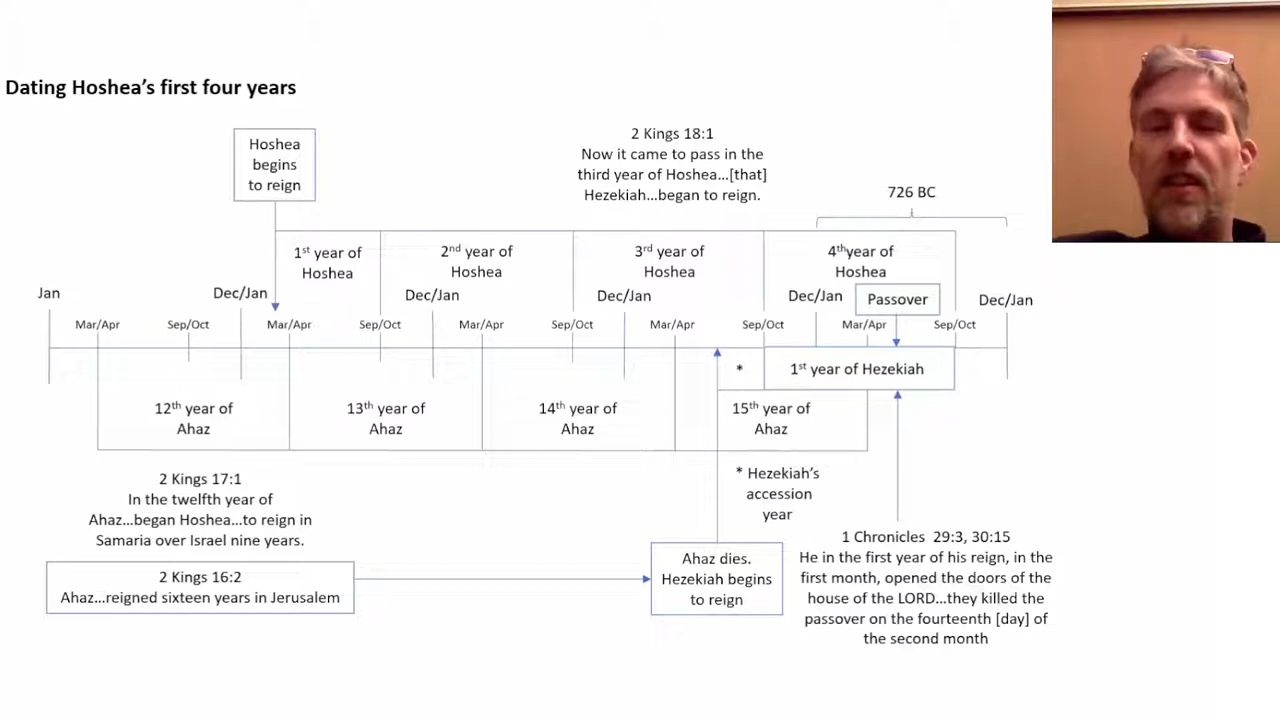 Dating Hoshea’s first four years
Hoshea
begins
to reign
2 Kings 18:1
Now it came to pass in the
third year of Hoshea…[that]
Hezekiah…began to reign.
726 BC
1st year of
Hoshea
2nd year of
Hoshea
3rd year of
Hoshea
4thyear of
Hoshea
Jan
Dec/Jan
Dec/Jan
Dec/Jan
Dec/Jan
Passover
Dec/Jan
Mar/Apr
Sep/Oct
Mar/Apr
Sep/Oct
Mar/Apr
Sep/Oct
Mar/Apr
Sep/Oct
Mar/Apr
Sep/Oct
*
1st year of Hezekiah
12th year of
Ahaz
13th year of
Ahaz
14th year of
Ahaz
15th year of
Ahaz
2 Kings 17:1
In the twelfth year of
Ahaz…began Hoshea…to reign in
Samaria over Israel nine years.
* Hezekiah’s
accession
year
2 Kings 16:2
Ahaz…reigned sixteen years in Jerusalem
Ahaz dies.
Hezekiah begins
to reign
1 Chronicles 29:3, 30:15
He in the first year of his reign, in the
first month, opened the doors of the
house of the LORD…they killed the
passover on the fourteenth [day] of
the second month